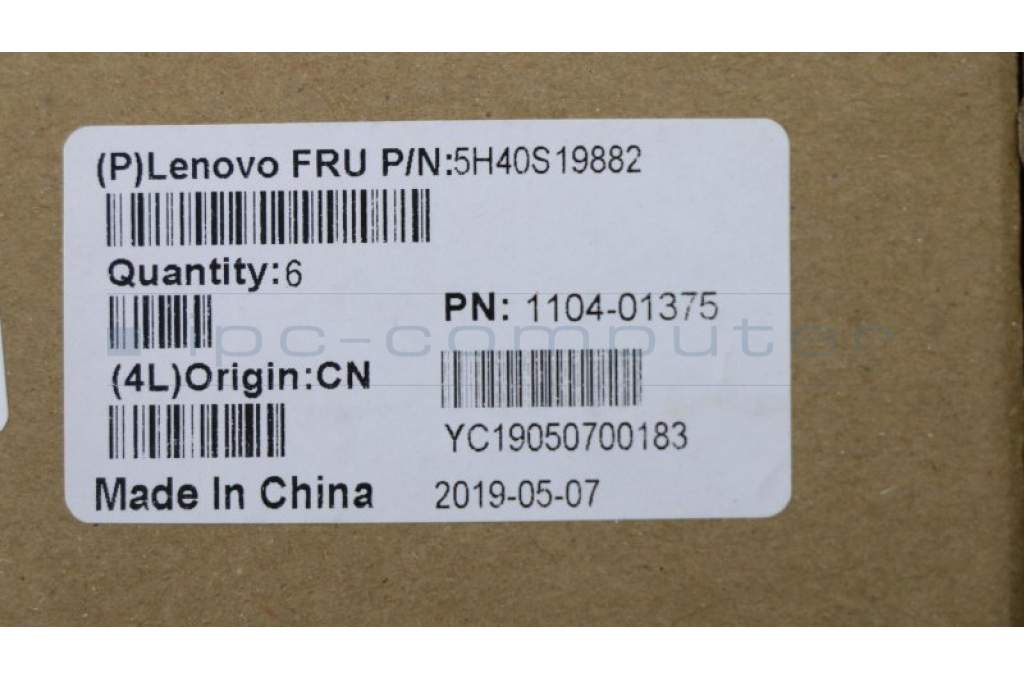 (P)Lenovo FRU P/N:5H40S19882
Quantity:6
PN: 1104-01375
ipc-computer
(4L)Origin:CN
YC19050700183
Made In China 2019-05-07